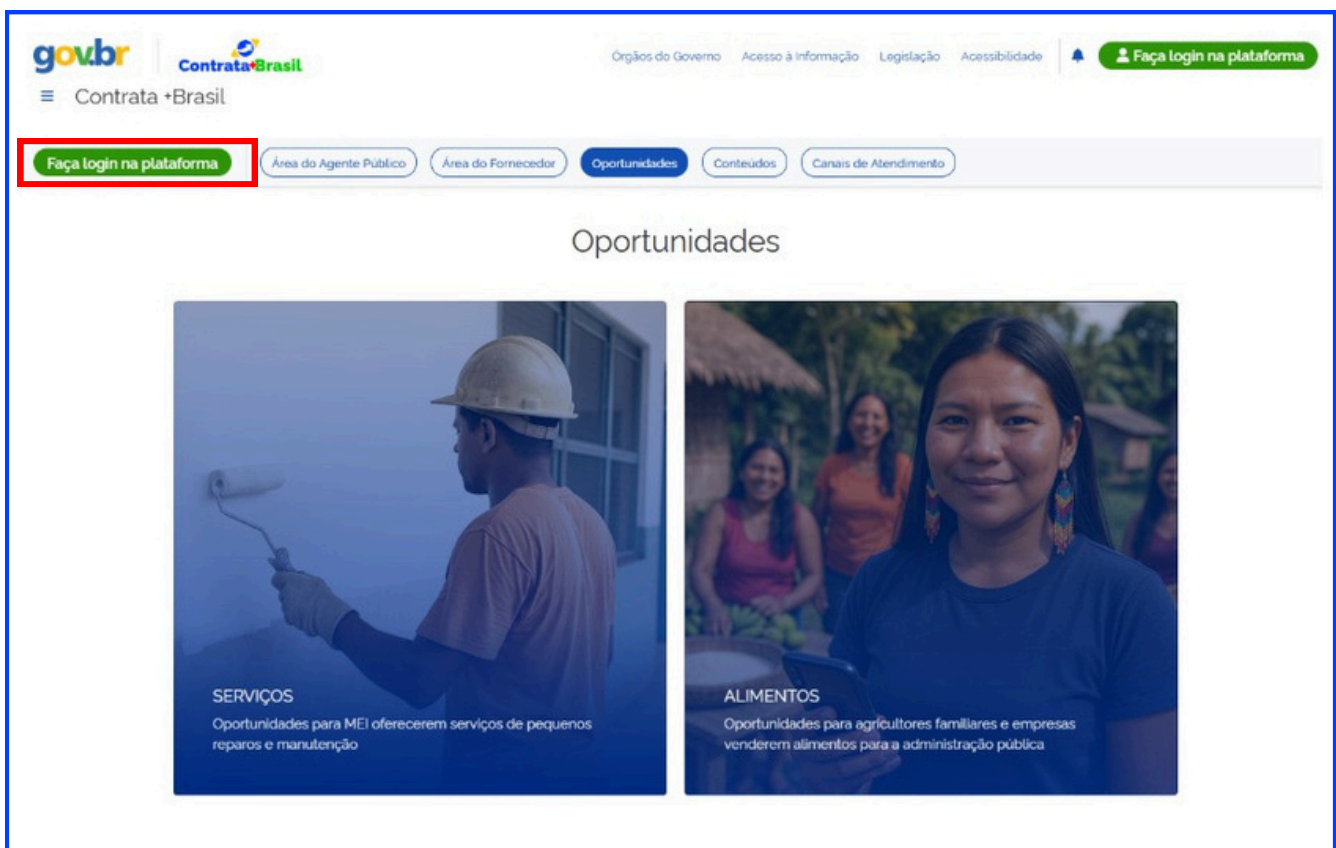 gov.br
Contrata+Brasil
Órgãos do Governo Acesso à Informação Legislação Acessibilidade
Faça login na plataforma
Contrata +Brasil
Faça login na plataforma
Área do Agente Público
Área do Fornecedor
Oportunidades
Conteúdos
Canais de Atendimento
Oportunidades
SERVIÇOS
Oportunidades para MEI oferecerem serviços de pequenos
reparos e manutenção
ALIMENTOS
Oportunidades para agricultores familiares e empresas
venderem alimentos para a administração pública